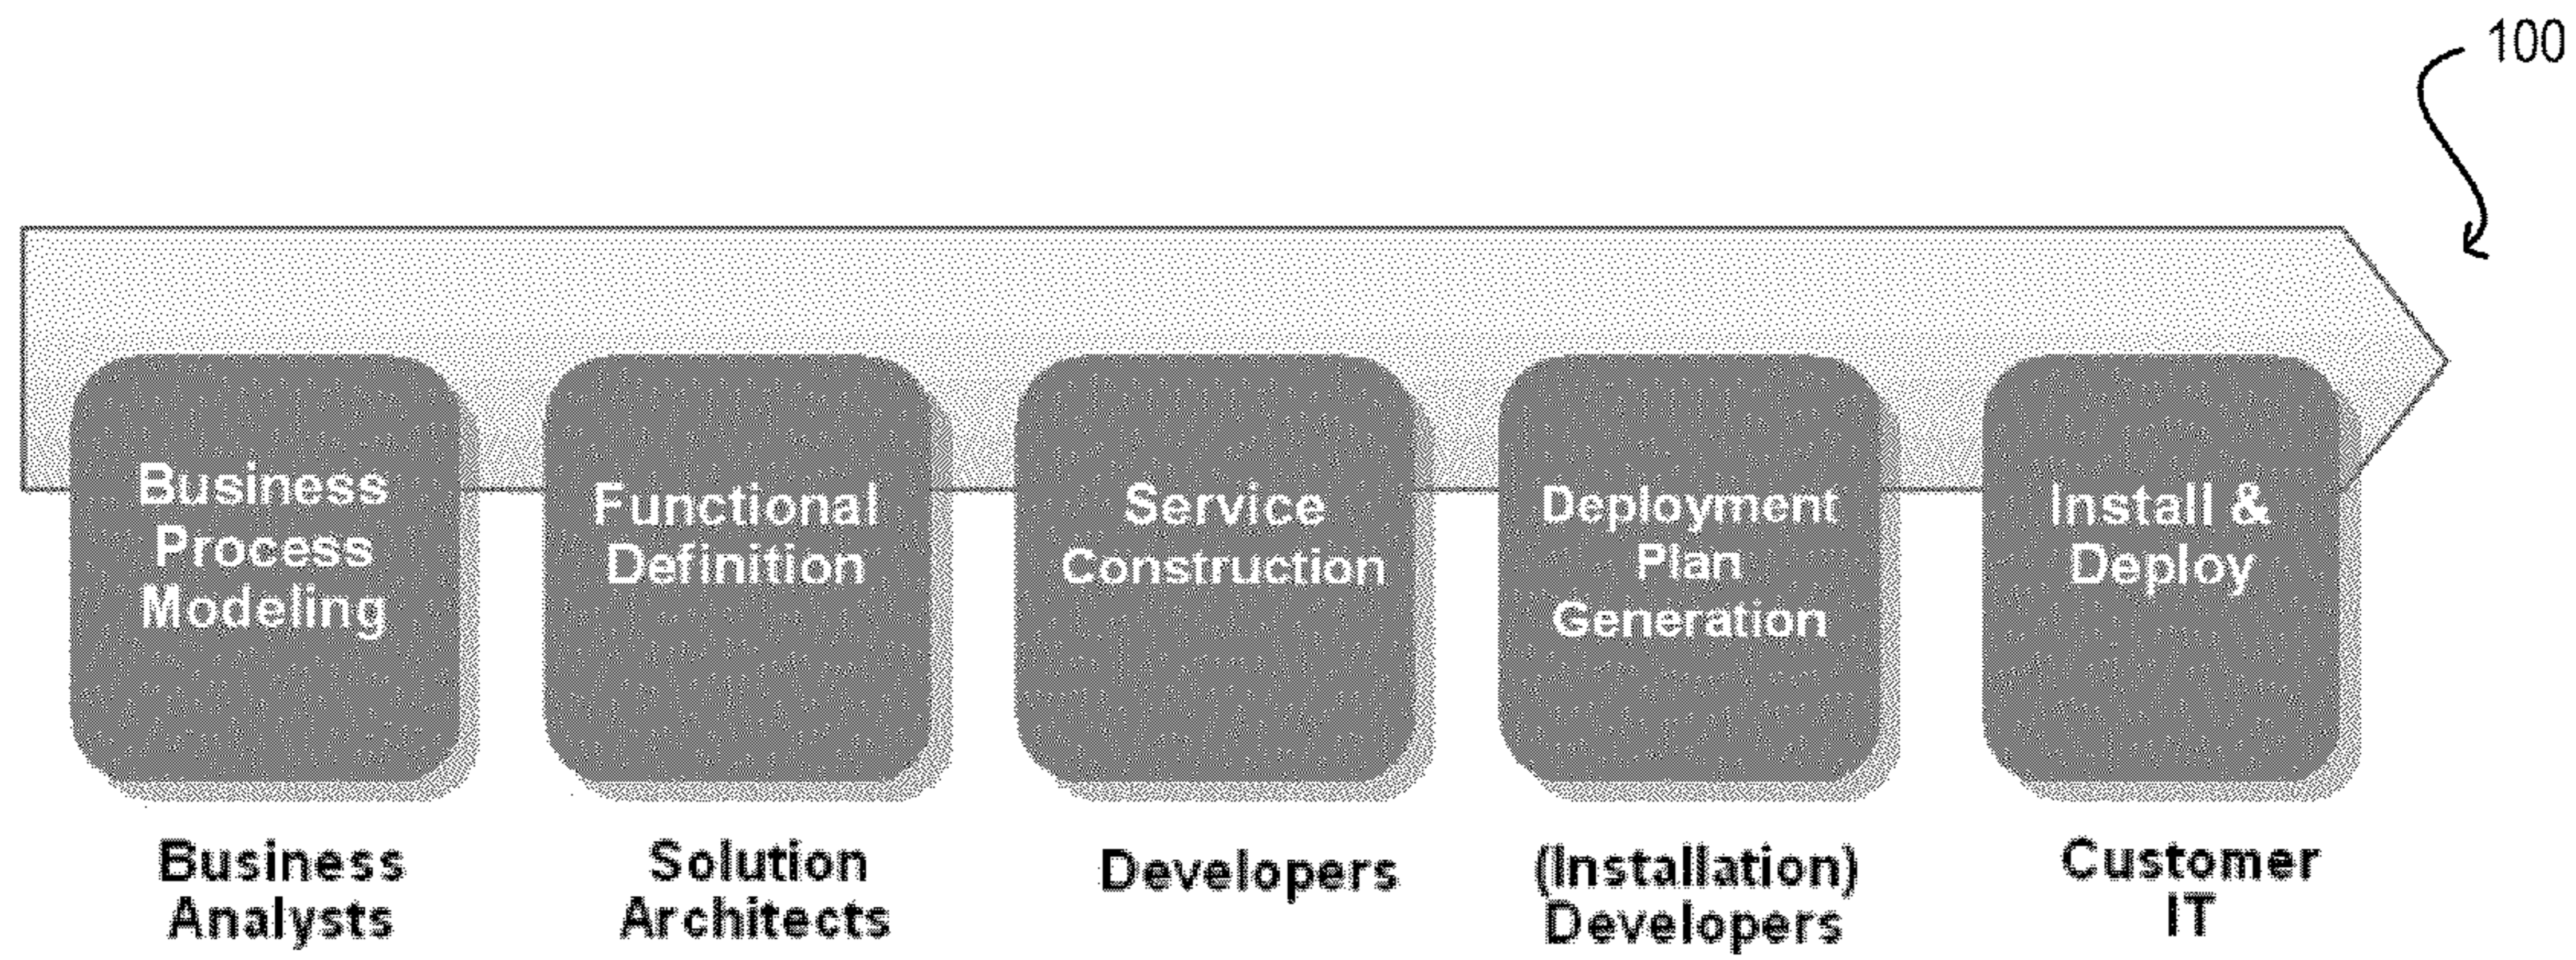 100
Business
Process
Modeling
Functional
Definition
Service
Construction
Deployment
Plan
Generation
Install &
Deploy
Business
Analysts
Solution
Architects
Developers
(Installation)
Developers
Customer
IT